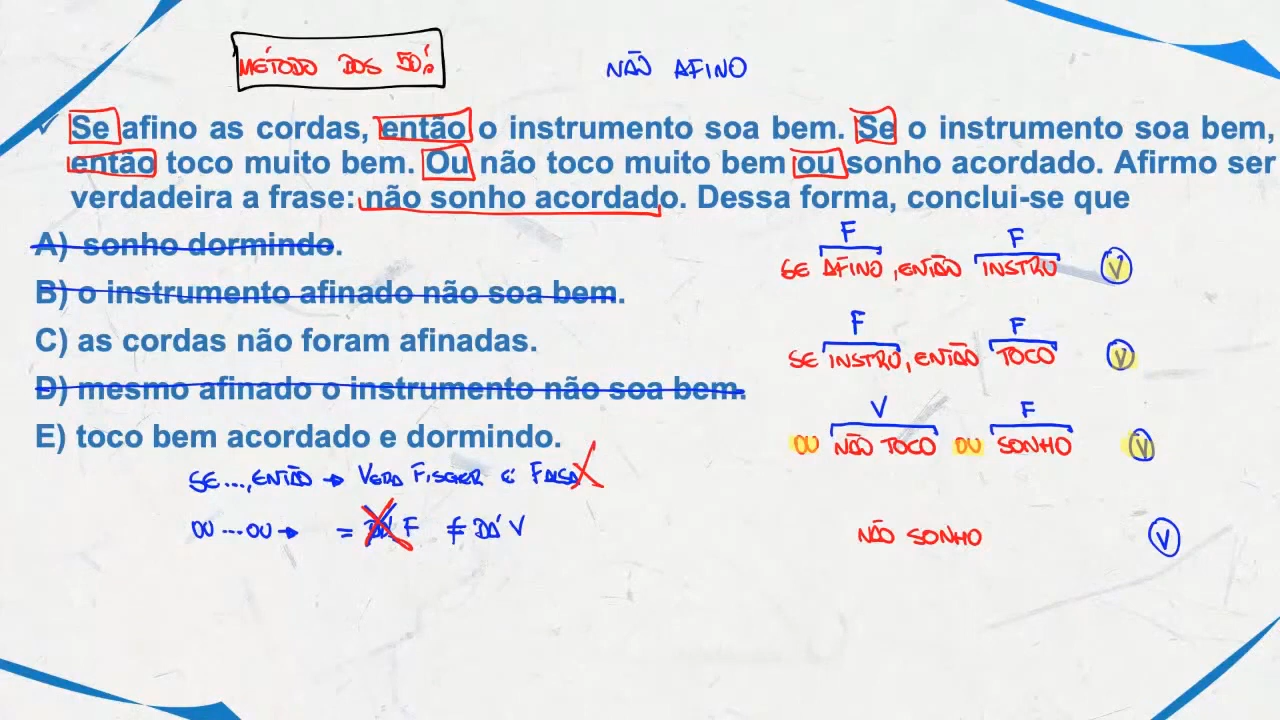 MÉTODO DOS 50%
NÃO AFINO
Se afino as cordas, então o instrumento soa bem. Se o instrumento soa bem,
então toco muito bem. Ou não toco muito bem ou sonho acordado. Afirmo ser
verdadeira a frase: não sonho acordado. Dessa forma, conclui-se que
A) sonho dormindo.
B) o instrumento afinado não soa bem.
C) as cordas não foram afinadas.
D) mesmo afinado o instrumento não soa bem.
E) toco bem acordado e dormindo.
SE..., ENTÃO → VERA FISCHER É FALSA
OU ... OU → = DÁ F ≠ DÁ V
F F
SE AFINO, ENTÃO INSTRU V
F F
SE INSTRU, ENTÃO TOCO V
V F
OU NÃO TOCO OU SONHO V
NÃO SONHO V